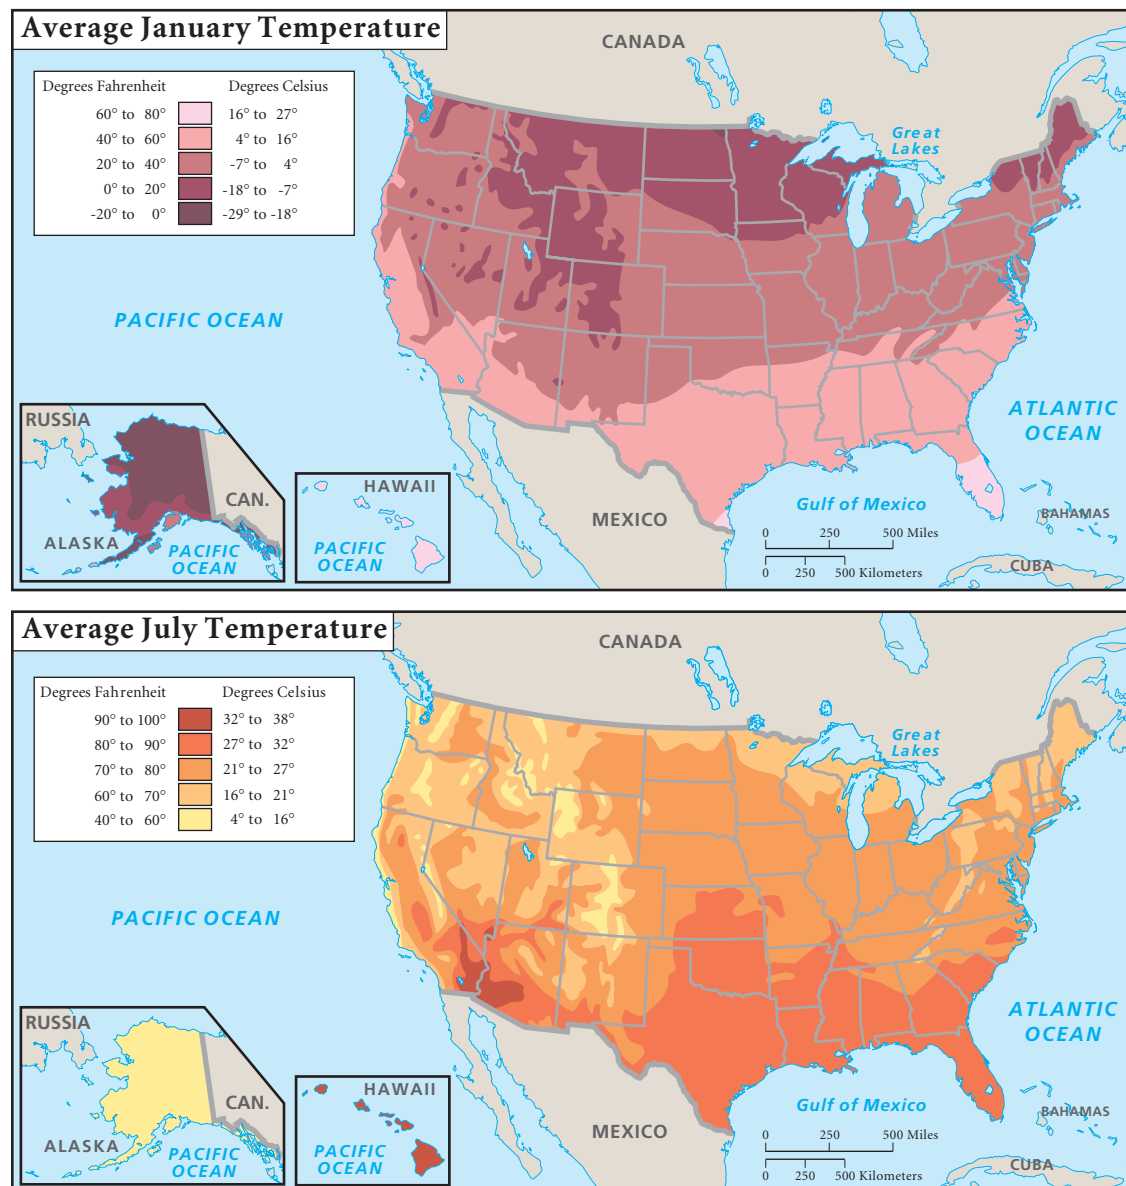 Average January Temperature
Degrees Fahrenheit Degrees Celsius
60° to 80° 16° to 27°
40° to 60° 4° to 16°
20° to 40° -7° to 4°
0° to 20° -18° to -7°
-20° to 0° -29° to -18°
CANADA
Great
Lakes
PACIFIC OCEAN
ATLANTIC
OCEAN
RUSSIA
CAN.
ALASKA
PACIFIC
OCEAN
HAWAII
PACIFIC
OCEAN
MEXICO
Gulf of Mexico
BAHAMAS
0 250 500 Miles
0 250 500 Kilometers
CUBA
Average July Temperature
Degrees Fahrenheit Degrees Celsius
90° to 100° 32° to 38°
80° to 90° 27° to 32°
70° to 80° 21° to 27°
60° to 70° 16° to 21°
40° to 60° 4° to 16°
CANADA
Great
Lakes
PACIFIC OCEAN
ATLANTIC
OCEAN
RUSSIA
CAN.
ALASKA
PACIFIC
OCEAN
HAWAII
PACIFIC
OCEAN
MEXICO
Gulf of Mexico
BAHAMAS
0 250 500 Miles
0 250 500 Kilometers
CUBA